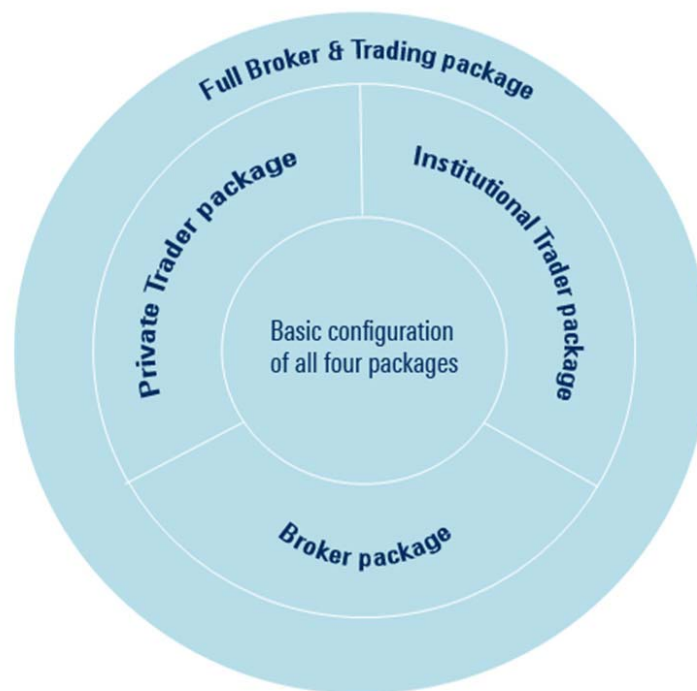 Full Broker & Trading package
Private Trader package
Institutional Trader package
Basic configuration
of all four packages
Broker package